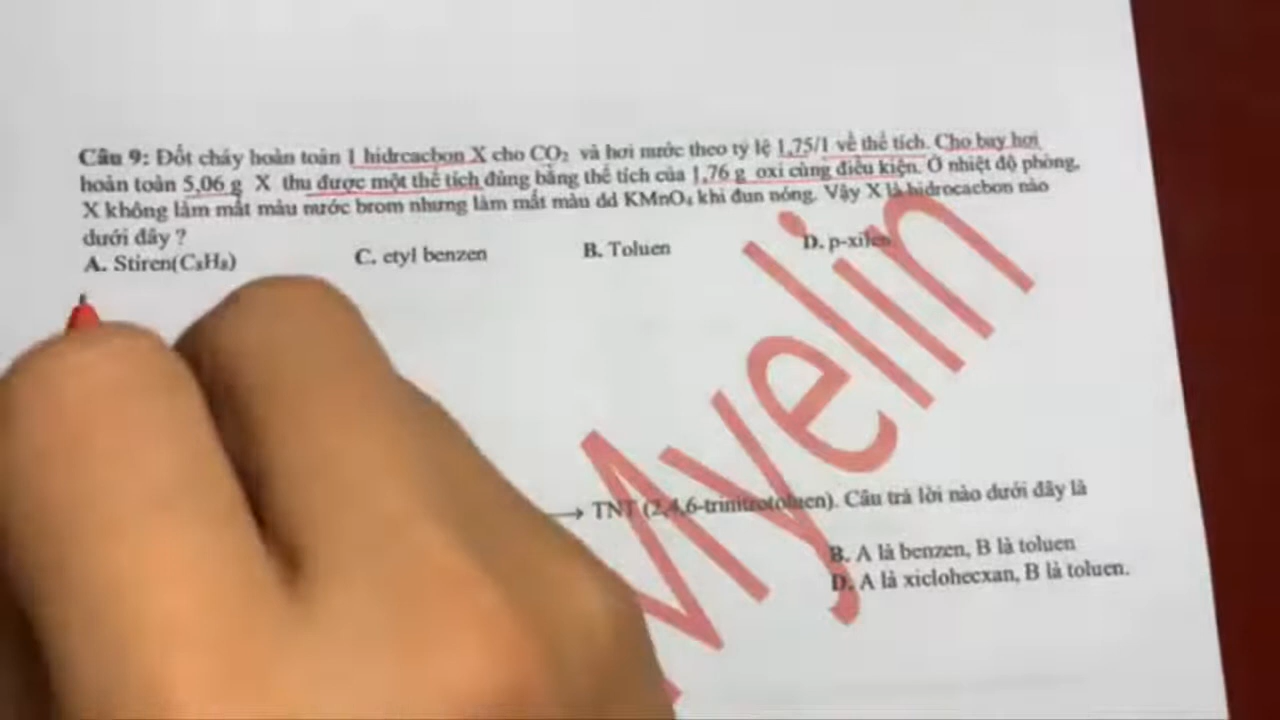 Câu 9: Đốt cháy hoàn toàn 1 hidrcacbon X cho CO₂ và hơi nước theo tỷ lệ 1,75/1 về thể tích. Cho bay hơi
hoàn toàn 5,06 g X thu được một thể tích đúng bằng thể tích của 1,76 g oxi cùng điều kiện. Ở nhiệt độ phòng,
X không làm mất màu nước brom nhưng làm mất màu dd KMnO₄ khi đun nóng. Vậy X là hidrocacbon nào
dưới đây ?
A. Stiren(C₈H₈) C. etyl benzen B. Toluen D. p-xilen
→ TNT (2,4,6-trinitrotoluen). Câu trả lời nào dưới đây là
B. A là benzen, B là toluen
D. A là xiclohecxan, B là toluen.
Myelin